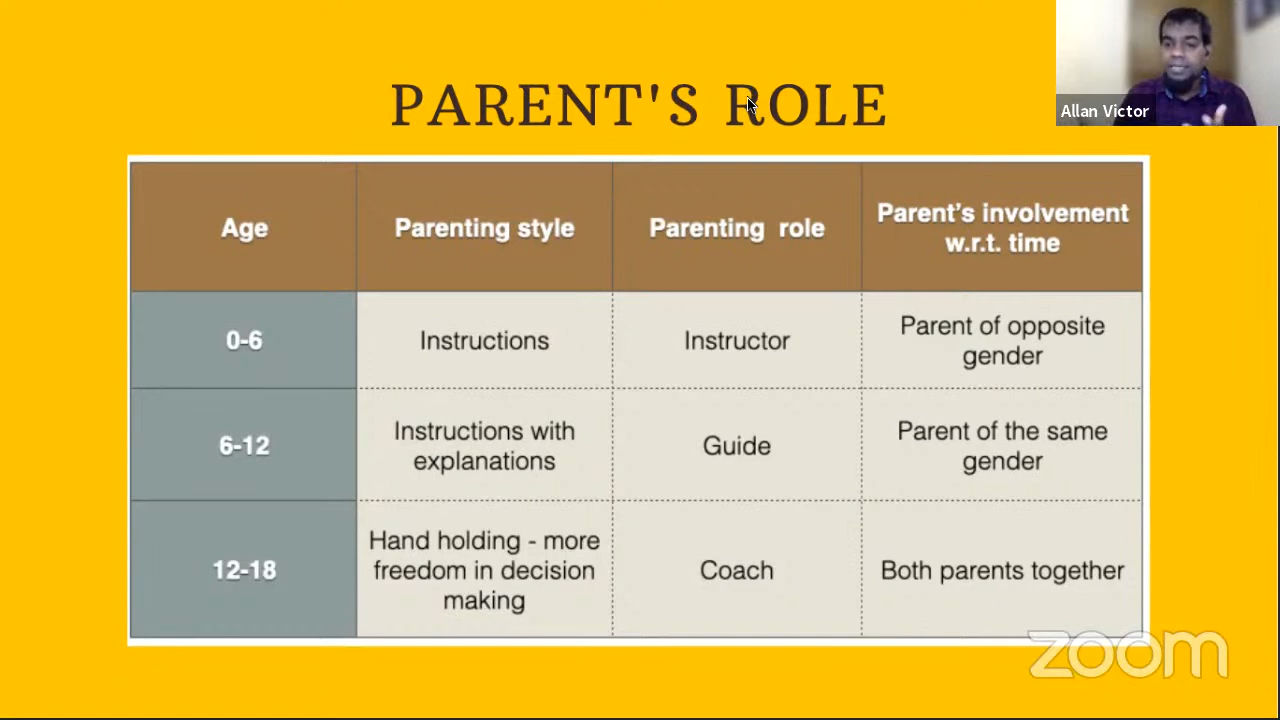 PARENT'S ROLE
Allan Victor
Age
Parenting style
Parenting role
Parent's involvement
w.r.t. time
0-6
Instructions
Instructor
Parent of opposite
gender
6-12
Instructions with
explanations
Guide
Parent of the same
gender
12-18
Hand holding - more
freedom in decision
making
Coach
Both parents together
zoom